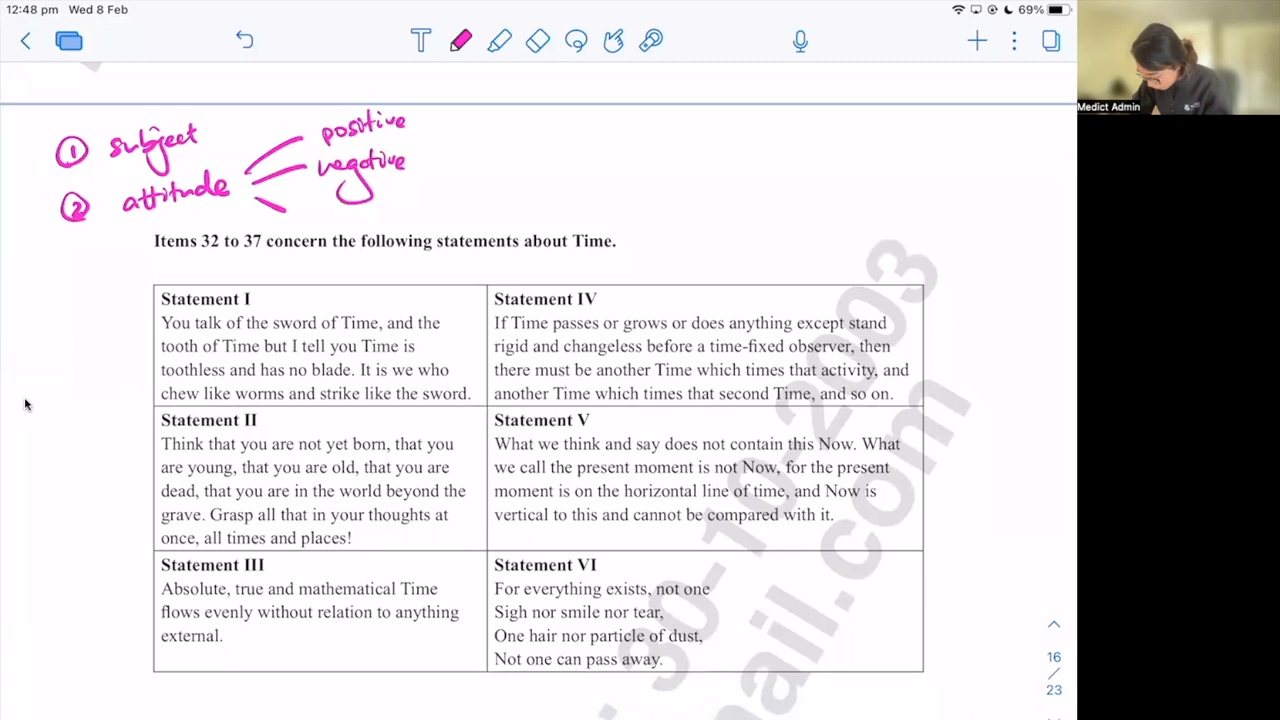 12:48 pm Wed 8 Feb
69%
Medict Admin
① subject
② attitude
positive
negative
Items 32 to 37 concern the following statements about Time.
Statement I
You talk of the sword of Time, and the
tooth of Time but I tell you Time is
toothless and has no blade. It is we who
chew like worms and strike like the sword.
Statement IV
If Time passes or grows or does anything except stand
rigid and changeless before a time-fixed observer, then
there must be another Time which times that activity, and
another Time which times that second Time, and so on.
Statement II
Think that you are not yet born, that you
are young, that you are old, that you are
dead, that you are in the world beyond the
grave. Grasp all that in your thoughts at
once, all times and places!
Statement V
What we think and say does not contain this Now. What
we call the present moment is not Now, for the present
moment is on the horizontal line of time, and Now is
vertical to this and cannot be compared with it.
Statement III
Absolute, true and mathematical Time
flows evenly without relation to anything
external.
Statement VI
For everything exists, not one
Sigh nor smile nor tear,
One hair nor particle of dust,
Not one can pass away.
30-10-2003
mail.com
16
23